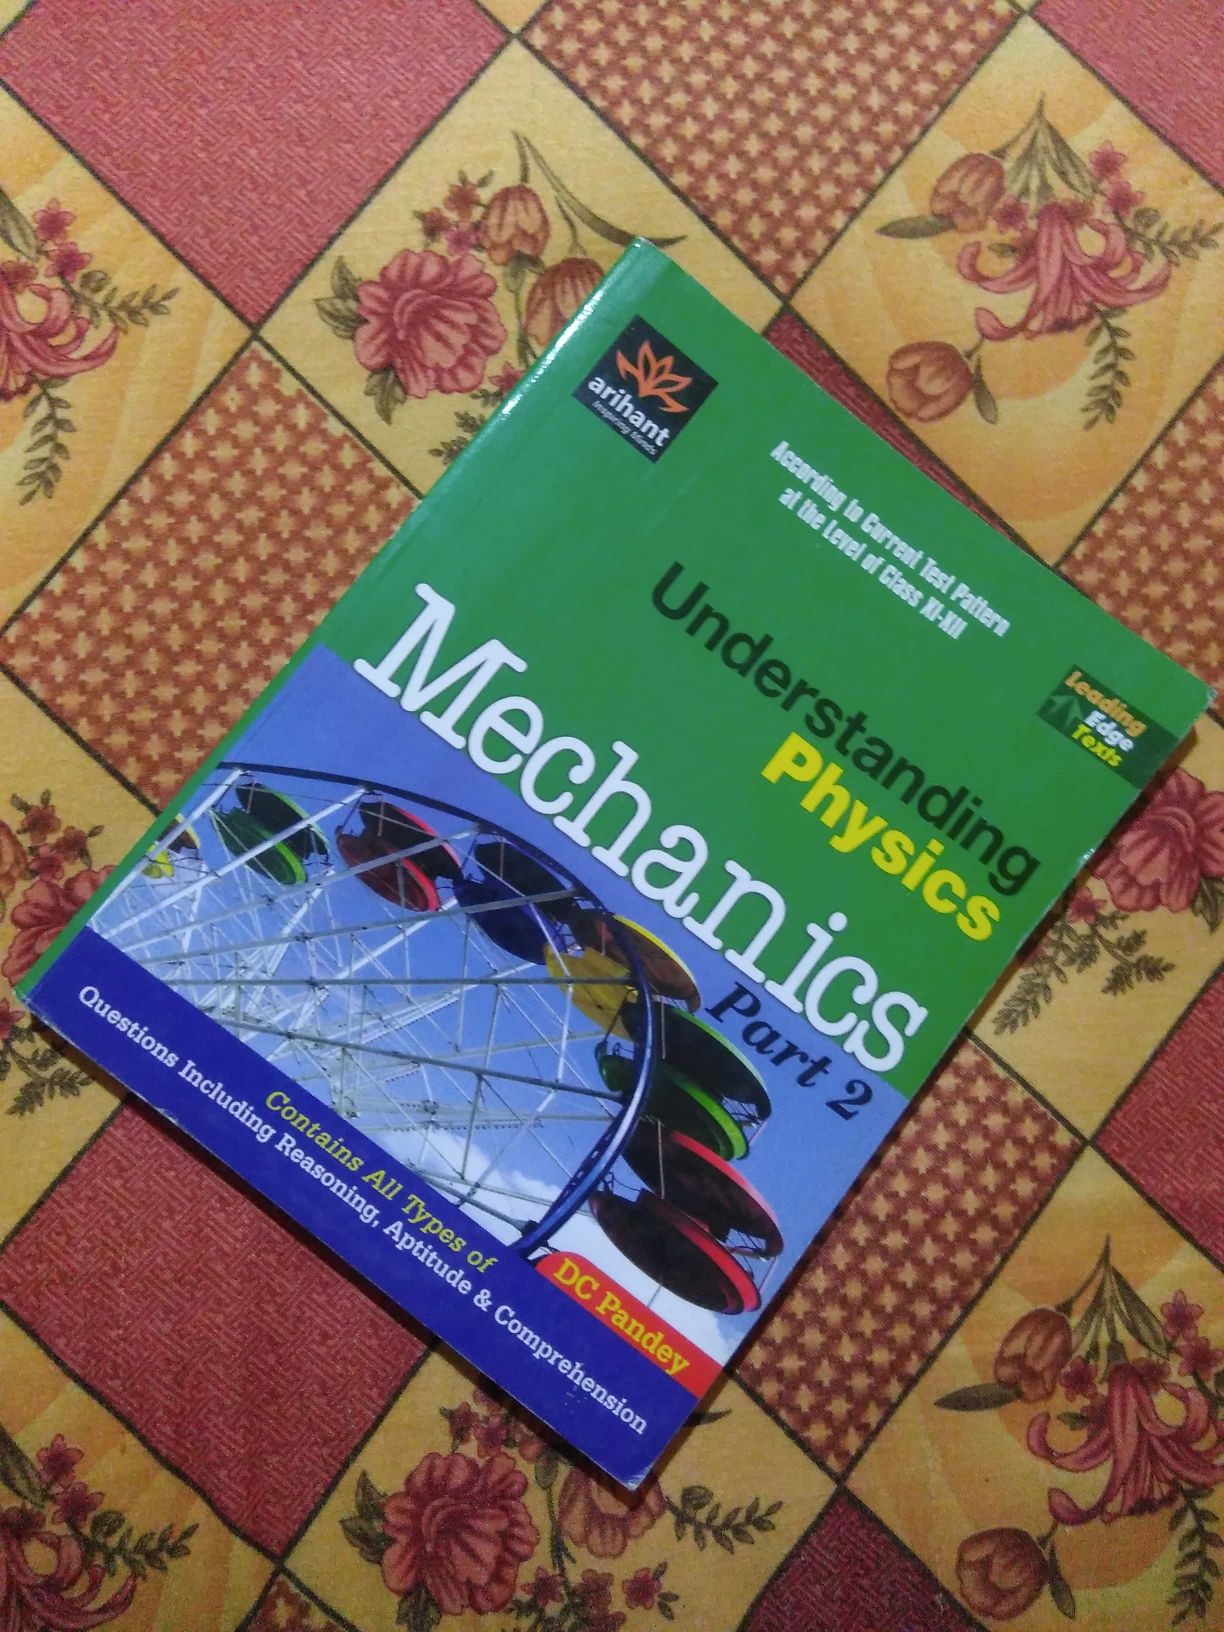 arihant
Inspiring Minds
According to Current Test Pattern
at the Level of Class XI-XII
Leading
Edge
Texts
Understanding
Physics
Mechanics
Part 2
Contains All Types of
Questions Including Reasoning, Aptitude & Comprehension
DC Pandey